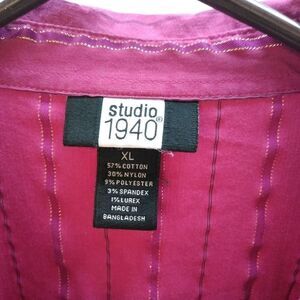 studio®
1940
XL
57% COTTON
30% NYLON
9% POLYESTER
3% SPANDEX
1% LUREX
MADE IN
BANGLADESH